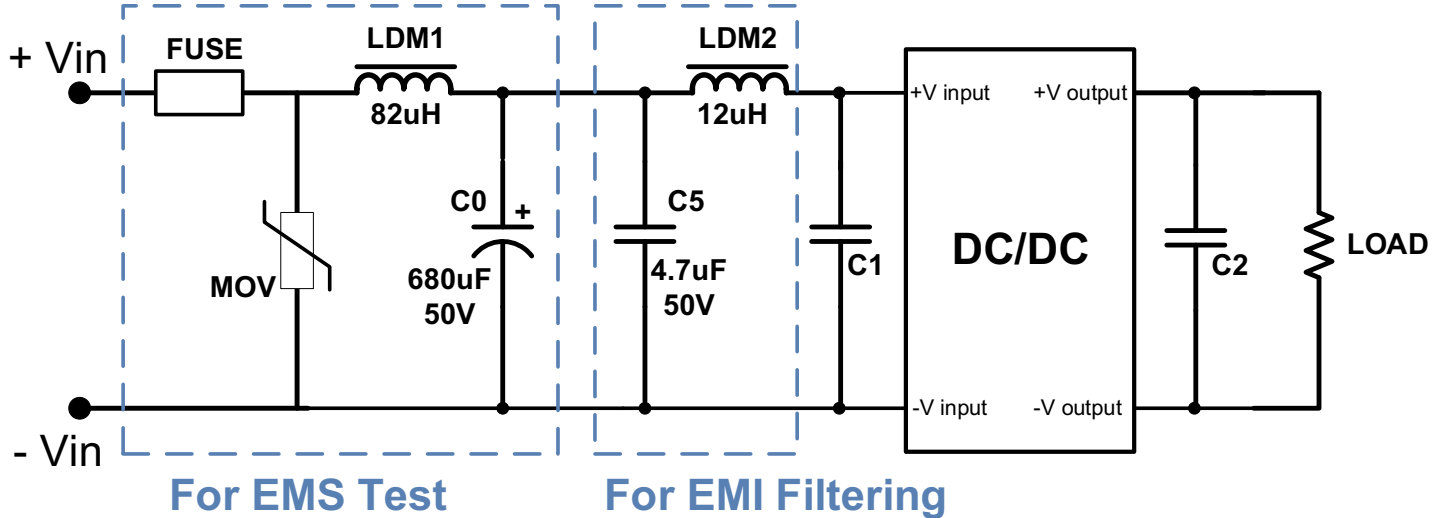 + Vin
FUSE
LDM1
82uH
LDM2
12uH
+V input
+V output
MOV
C0
+
680uF
50V
C5
4.7uF
50V
C1
DC/DC
C2
LOAD
-V input
-V output
- Vin
For EMS Test
For EMI Filtering